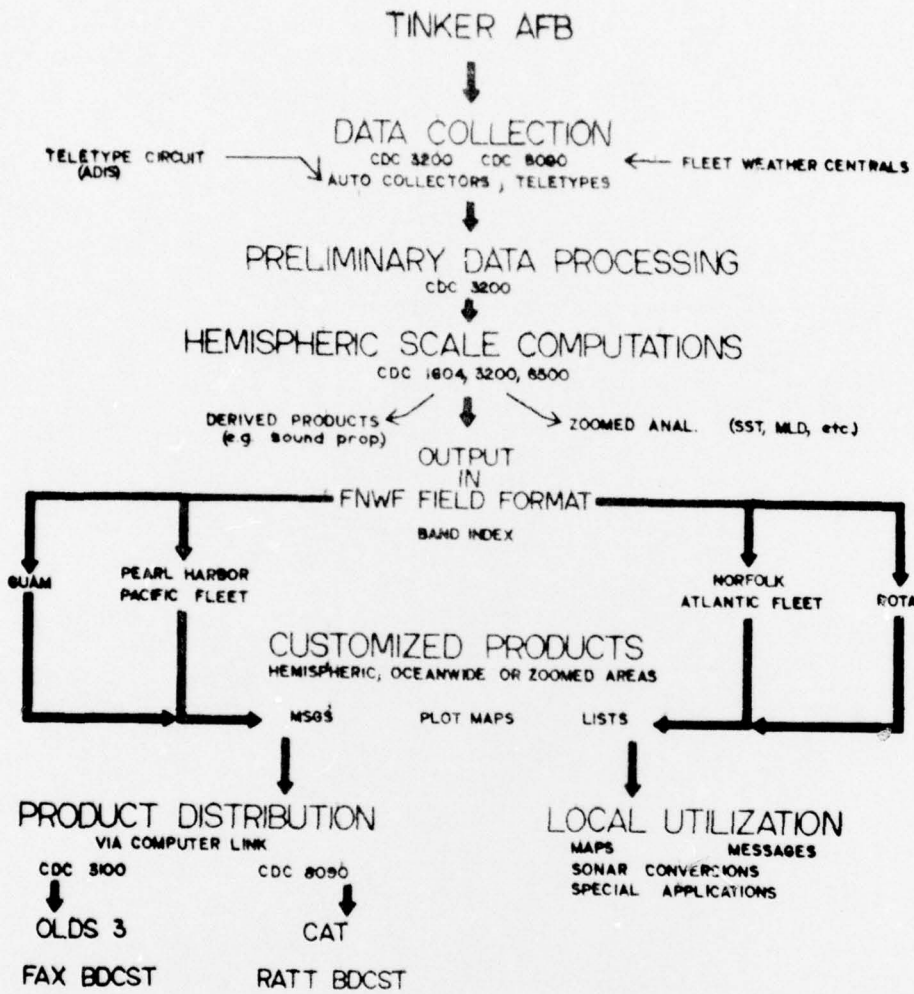 TINKER AFB
DATA COLLECTION
CDC 3200 CDC 8090
AUTO COLLECTORS, TELETYPES
TELETYPE CIRCUIT
(ADIS)
FLEET WEATHER CENTRALS
PRELIMINARY DATA PROCESSING
CDC 3200
HEMISPHERIC SCALE COMPUTATIONS
CDC 1604, 3200, 6500
DERIVED PRODUCTS
(e.g. sound prop)
ZOOMED ANAL. (SST, MLD, etc.)
OUTPUT
IN
FNWF FIELD FORMAT
BAND INDEX
GUAM
PEARL HARBOR
PACIFIC FLEET
NORFOLK
ATLANTIC FLEET
ROTA
CUSTOMIZED PRODUCTS
HEMISPHERIC, OCEANWIDE OR ZOOMED AREAS
MSGS PLOT MAPS LISTS
PRODUCT DISTRIBUTION
VIA COMPUTER LINK
CDC 3100 CDC 8090
OLDS 3 CAT
FAX BDCST RATT BDCST
LOCAL UTILIZATION
MAPS MESSAGES
SONAR CONVERCIONS
SPECIAL APPLICATIONS